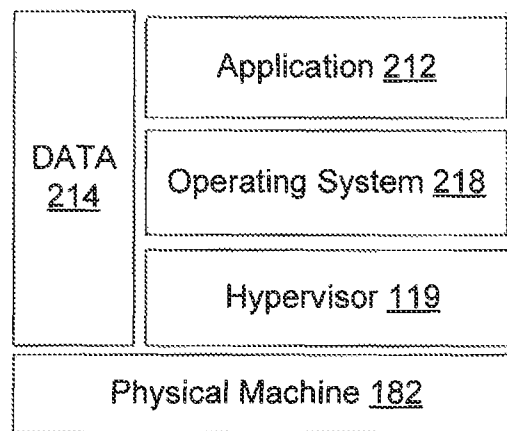 Application 212
DATA
214
Operating System 218
Hypervisor 119
Physical Machine 182